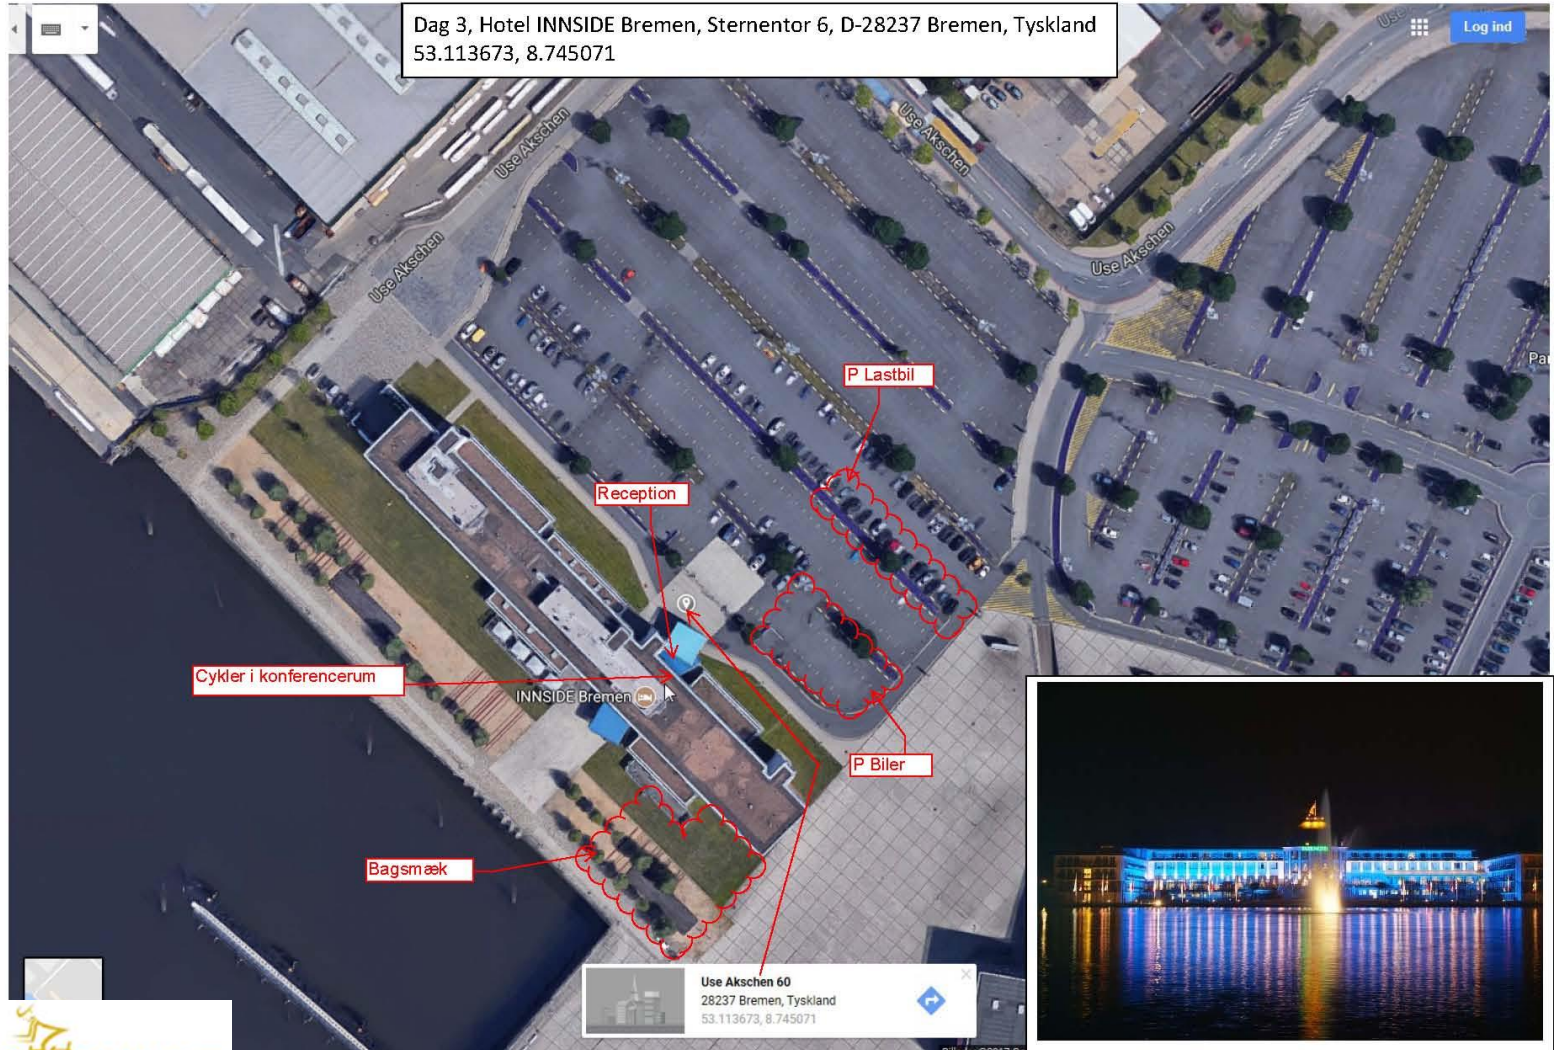 Dag 3, Hotel INNSIDE Bremen, Sternentor 6, D-28237 Bremen, Tyskland
53.113673, 8.745071
Log ind
Use Akschen
Use Akschen
Use Akschen
Use Akschen
P Lastbil
Reception
Cykler i konferencerum
INNSIDE Bremen
P Biler
Bagsmæk
Use Akschen 60
28237 Bremen, Tyskland
53.113673, 8.745071